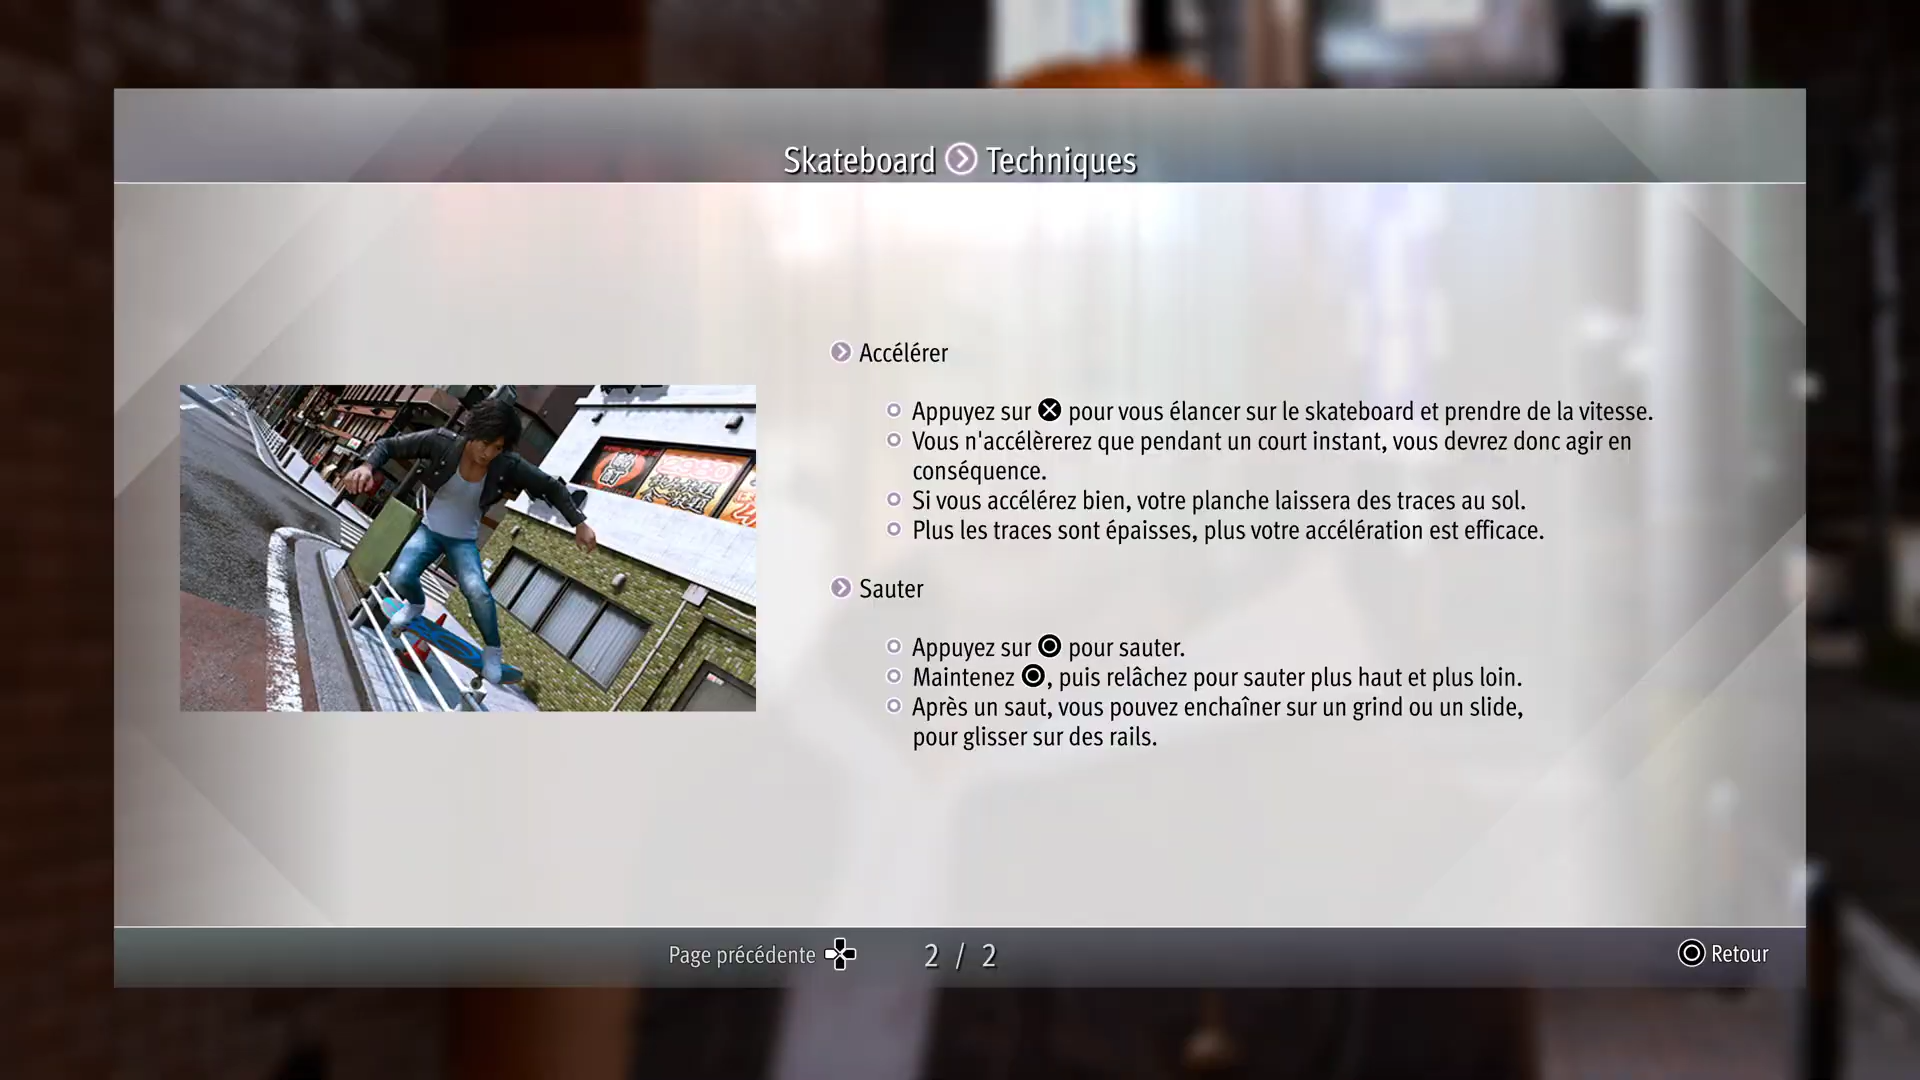 Skateboard Techniques
Accélérer
Appuyez sur pour vous élancer sur le skateboard et prendre de la vitesse.
Vous n'accélèrerez que pendant un court instant, vous devrez donc agir en
conséquence.
Si vous accélérez bien, votre planche laissera des traces au sol.
Plus les traces sont épaisses, plus votre accélération est efficace.
Sauter
Appuyez sur pour sauter.
Maintenez , puis relâchez pour sauter plus haut et plus loin.
Après un saut, vous pouvez enchaîner sur un grind ou un slide,
pour glisser sur des rails.
Page précédente 2 / 2
Retour